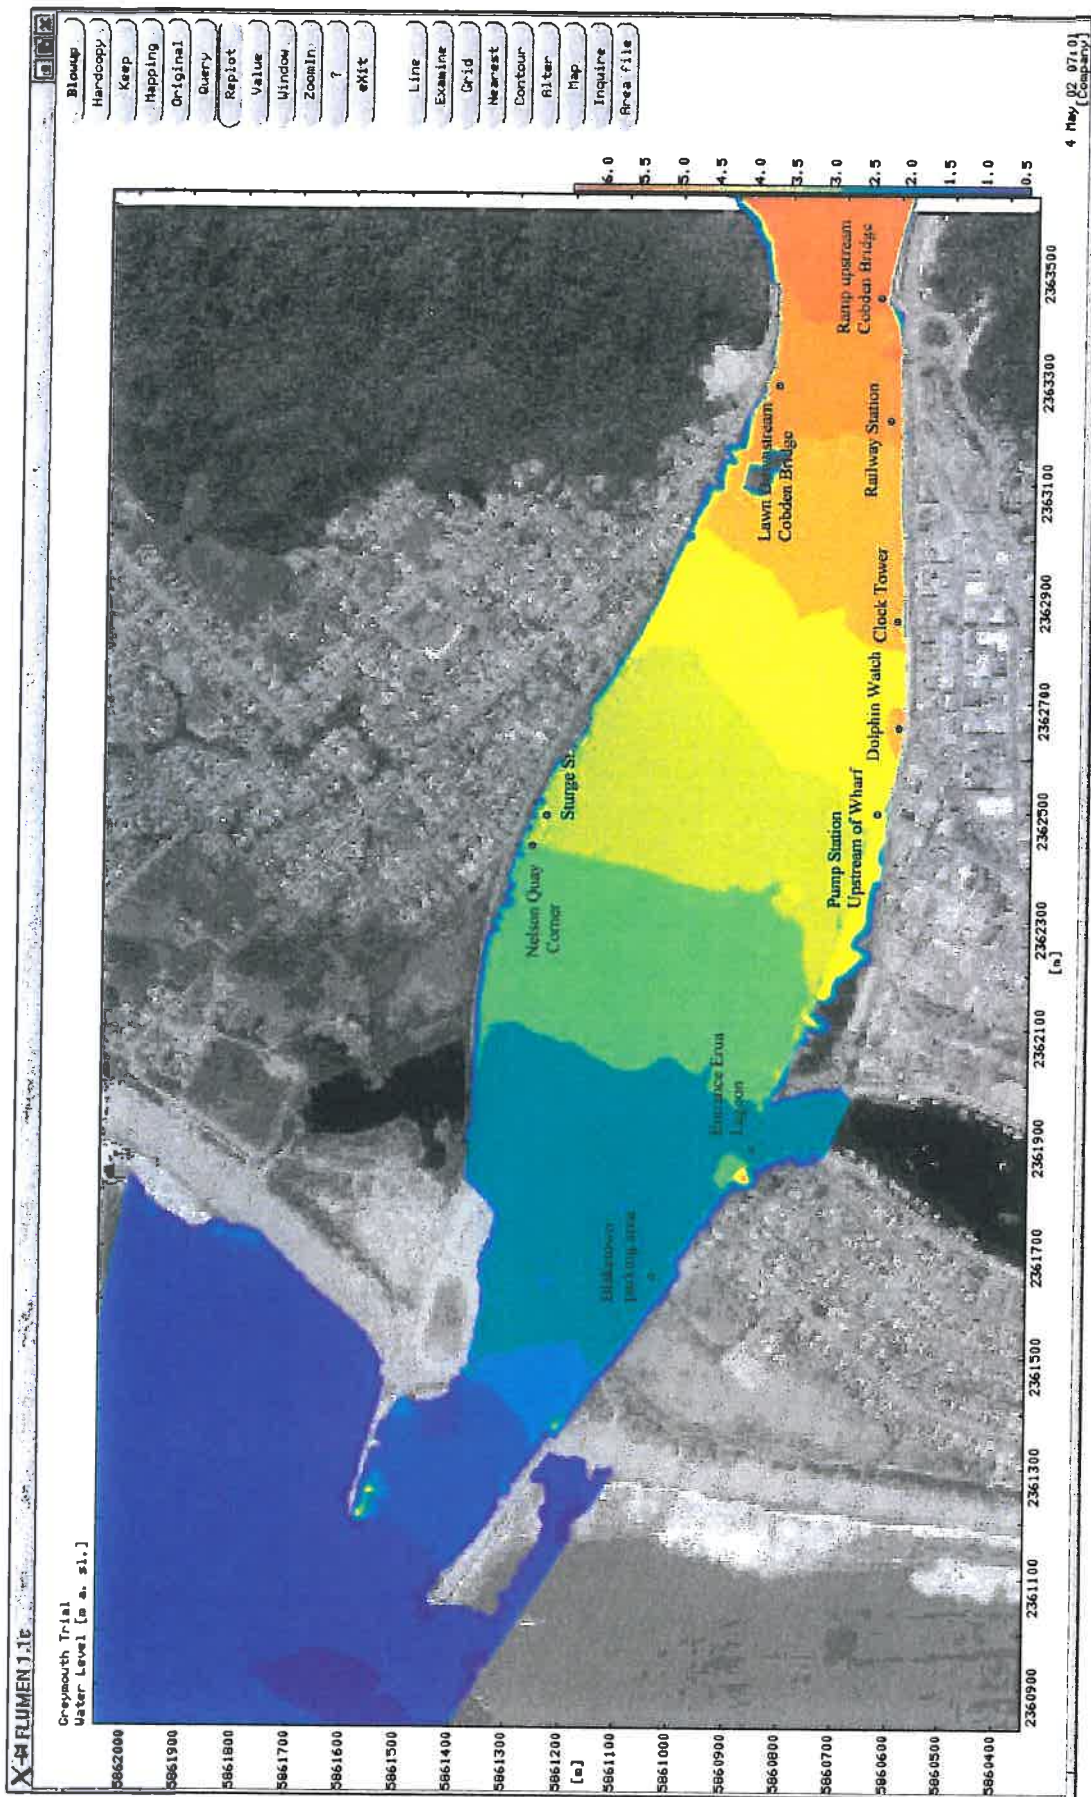 X-FLUMEN 1.1c
Greymouth Trial
Water Level [m a. sl.]
Blowup
Hardcopy
Keep
Mapping
Original
Query
Replot
Value
Window
ZoomIn
?
eXit
Line
Examine
Grid
Nearest
Contour
Alter
Map
Inquire
Area file
5862000
5861900
5861800
5861700
5861600
5861500
5861400
5861300
5861200
[m]
5861100
5861000
5860900
5860800
5860700
5860600
5860500
5860400
2360900
2361100
2361300
2361500
2361700
2361900
2362100
2362300
[m]
2362500
2362700
2362900
2363100
2363300
2363500
6.0
5.5
5.0
4.5
4.0
3.5
3.0
2.5
2.0
1.5
1.0
0.5
Blaketown
parking area
Entrance Erua
Lagoon
Nelson Quay
Corner
Sturge St.
Pump Station
Upstream of Wharf
Dolphin Watch
Clock Tower
Lawn Downstream
Cobden Bridge
Railway Station
Ramp upstream
Cobden Bridge
4 May 02 07:0
[Company]